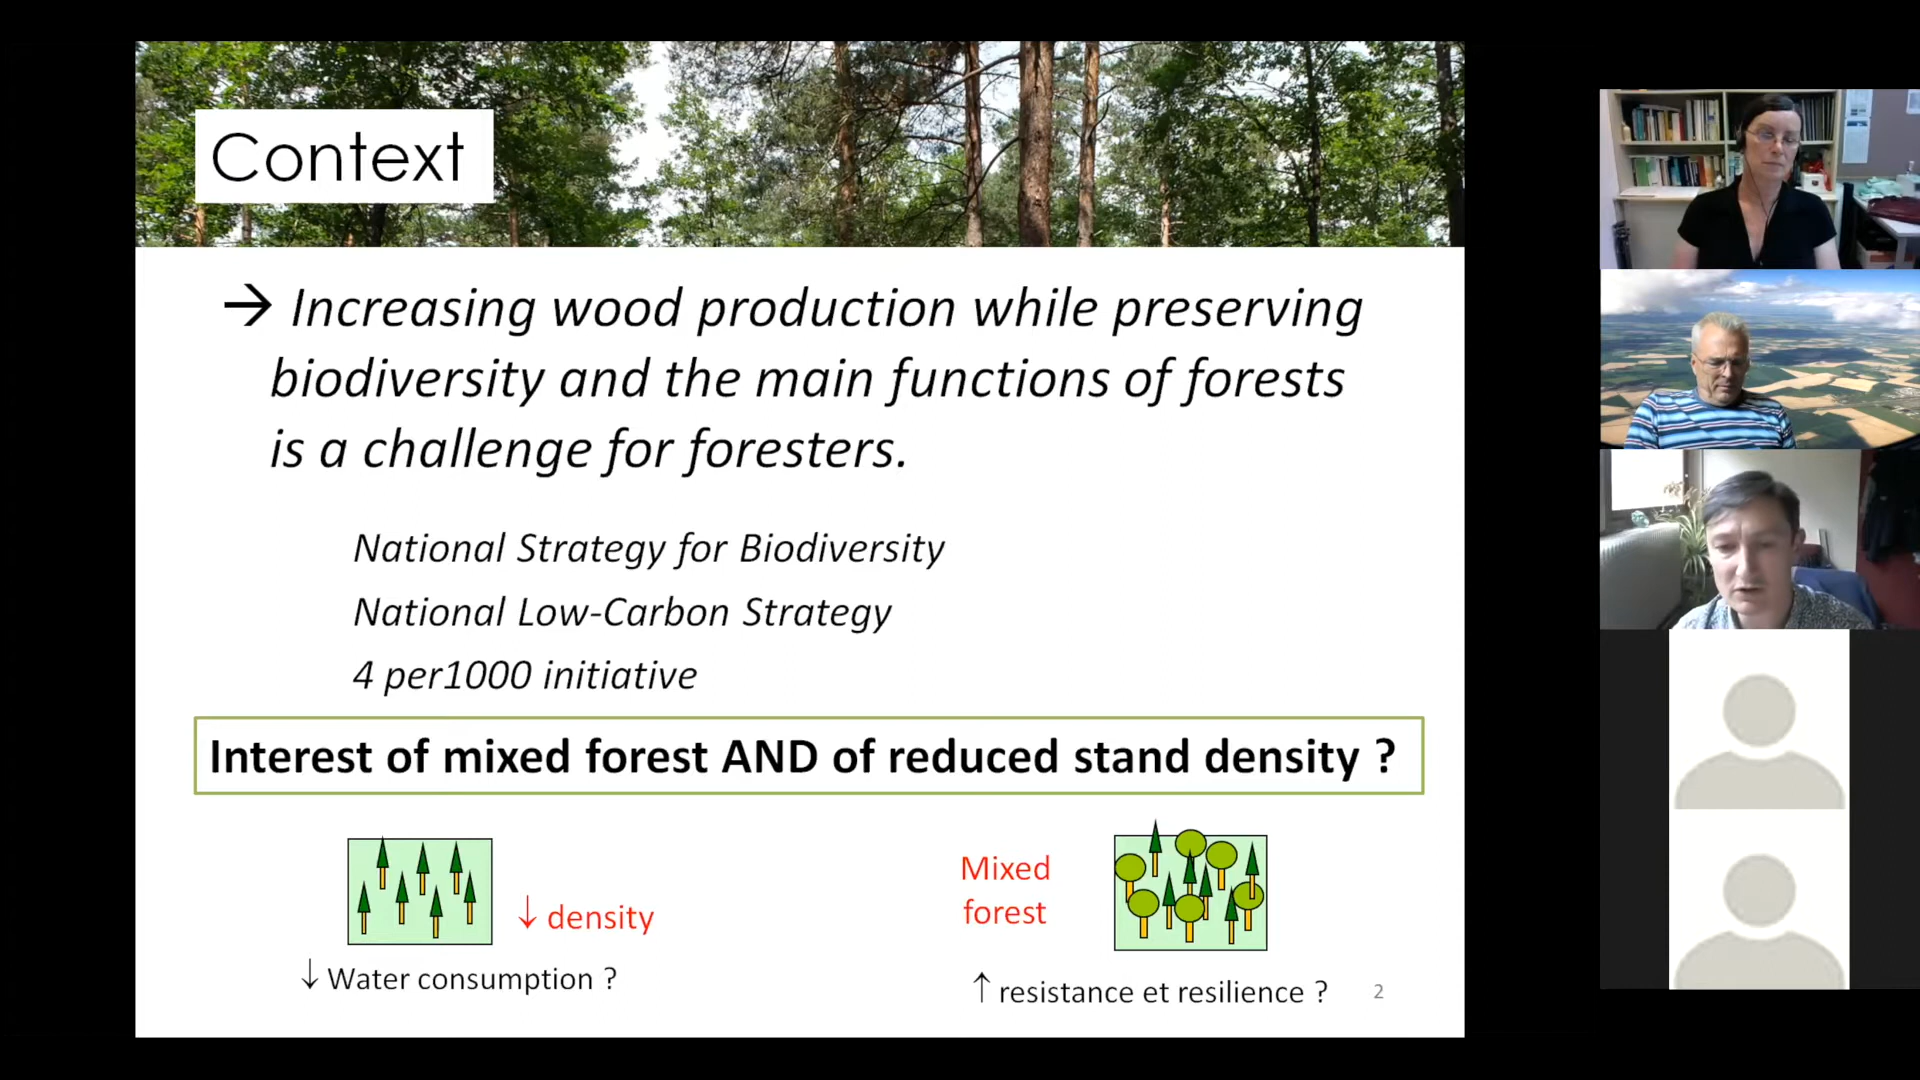 Context
→ Increasing wood production while preserving
biodiversity and the main functions of forests
is a challenge for foresters.
National Strategy for Biodiversity
National Low-Carbon Strategy
4 per1000 initiative
Interest of mixed forest AND of reduced stand density ?
↓ density
↓ Water consumption ?
Mixed
forest
↑ resistance et resilience ?
2